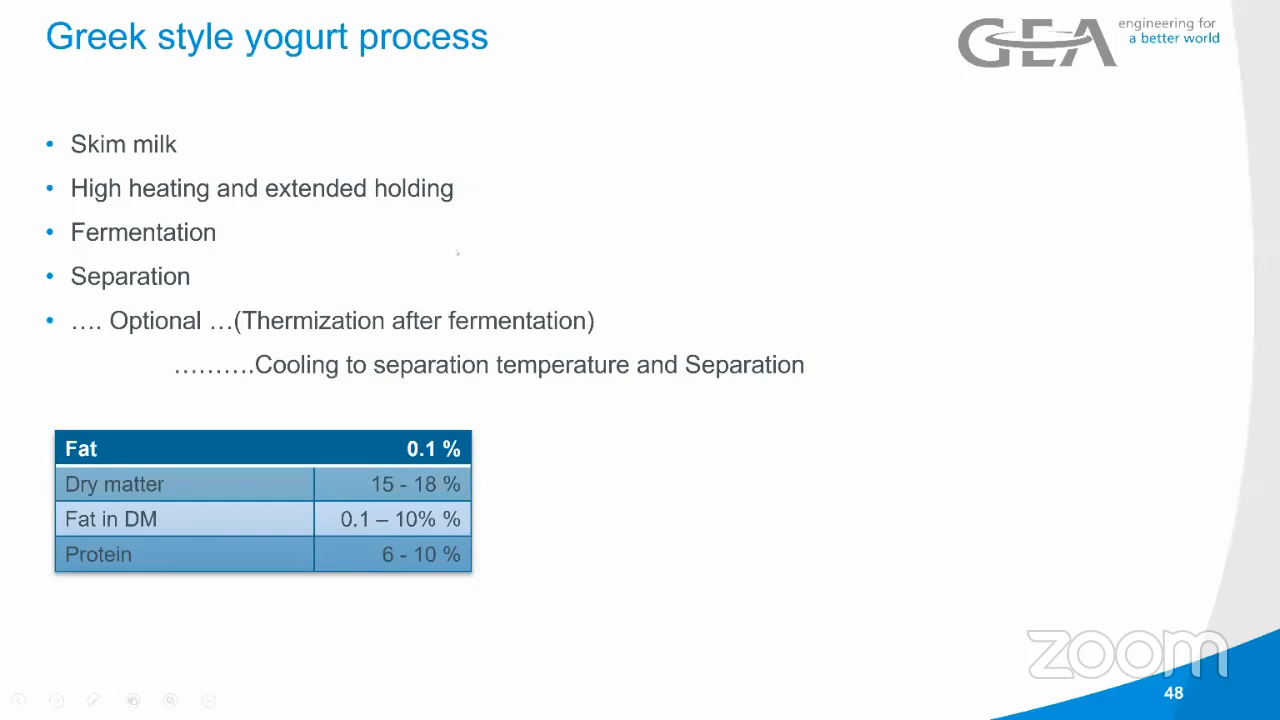 Greek style yogurt process
GEA
engineering for
a better world
• Skim milk
• High heating and extended holding
• Fermentation
• Separation
• …. Optional …(Thermization after fermentation)
……….Cooling to separation temperature and Separation
Fat 0.1 %
Dry matter 15 - 18 %
Fat in DM 0.1 – 10% %
Protein 6 - 10 %
zoom
48